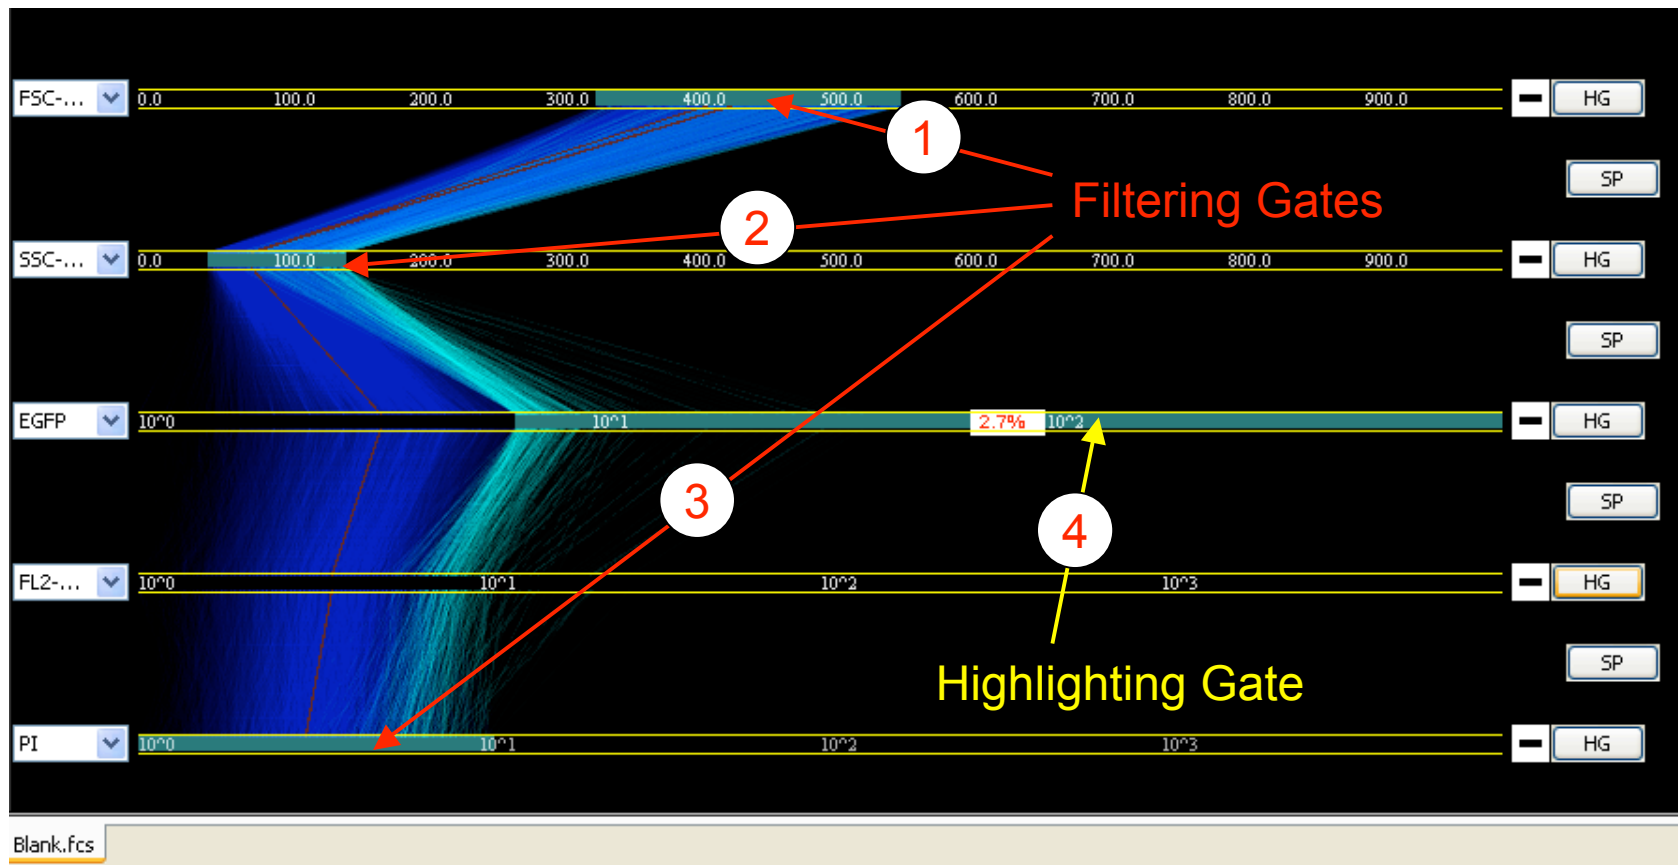 FSC-... 0.0 100.0 200.0 300.0 400.0 500.0 600.0 700.0 800.0 900.0 HG
1
SP
Filtering Gates
2
SSC-... 0.0 100.0 200.0 300.0 400.0 500.0 600.0 700.0 800.0 900.0 HG
SP
EGFP 10^0 10^1 2.7% 10^2 HG
3
SP
4
FL2-... 10^0 10^1 10^2 10^3 HG
SP
Highlighting Gate
PI 10^0 10^1 10^2 10^3 HG
Blank.fcs